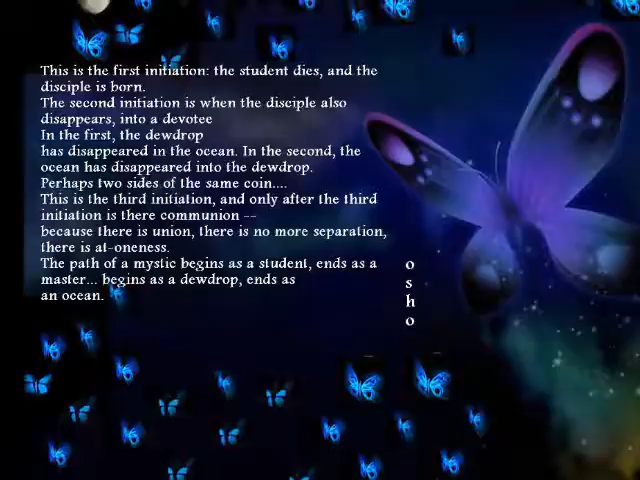 This is the first initiation: the student dies, and the
disciple is born.
The second initiation is when the disciple also
disappears, into a devotee
In the first, the dewdrop
has disappeared in the ocean. In the second, the
ocean has disappeared into the dewdrop.
Perhaps two sides of the same coin....
This is the third initiation, and only after the third
initiation is there communion --
because there is union, there is no more separation,
there is at-oneness.
The path of a mystic begins as a student, ends as a
master... begins as a dewdrop, ends as
an ocean.
o
s
h
o